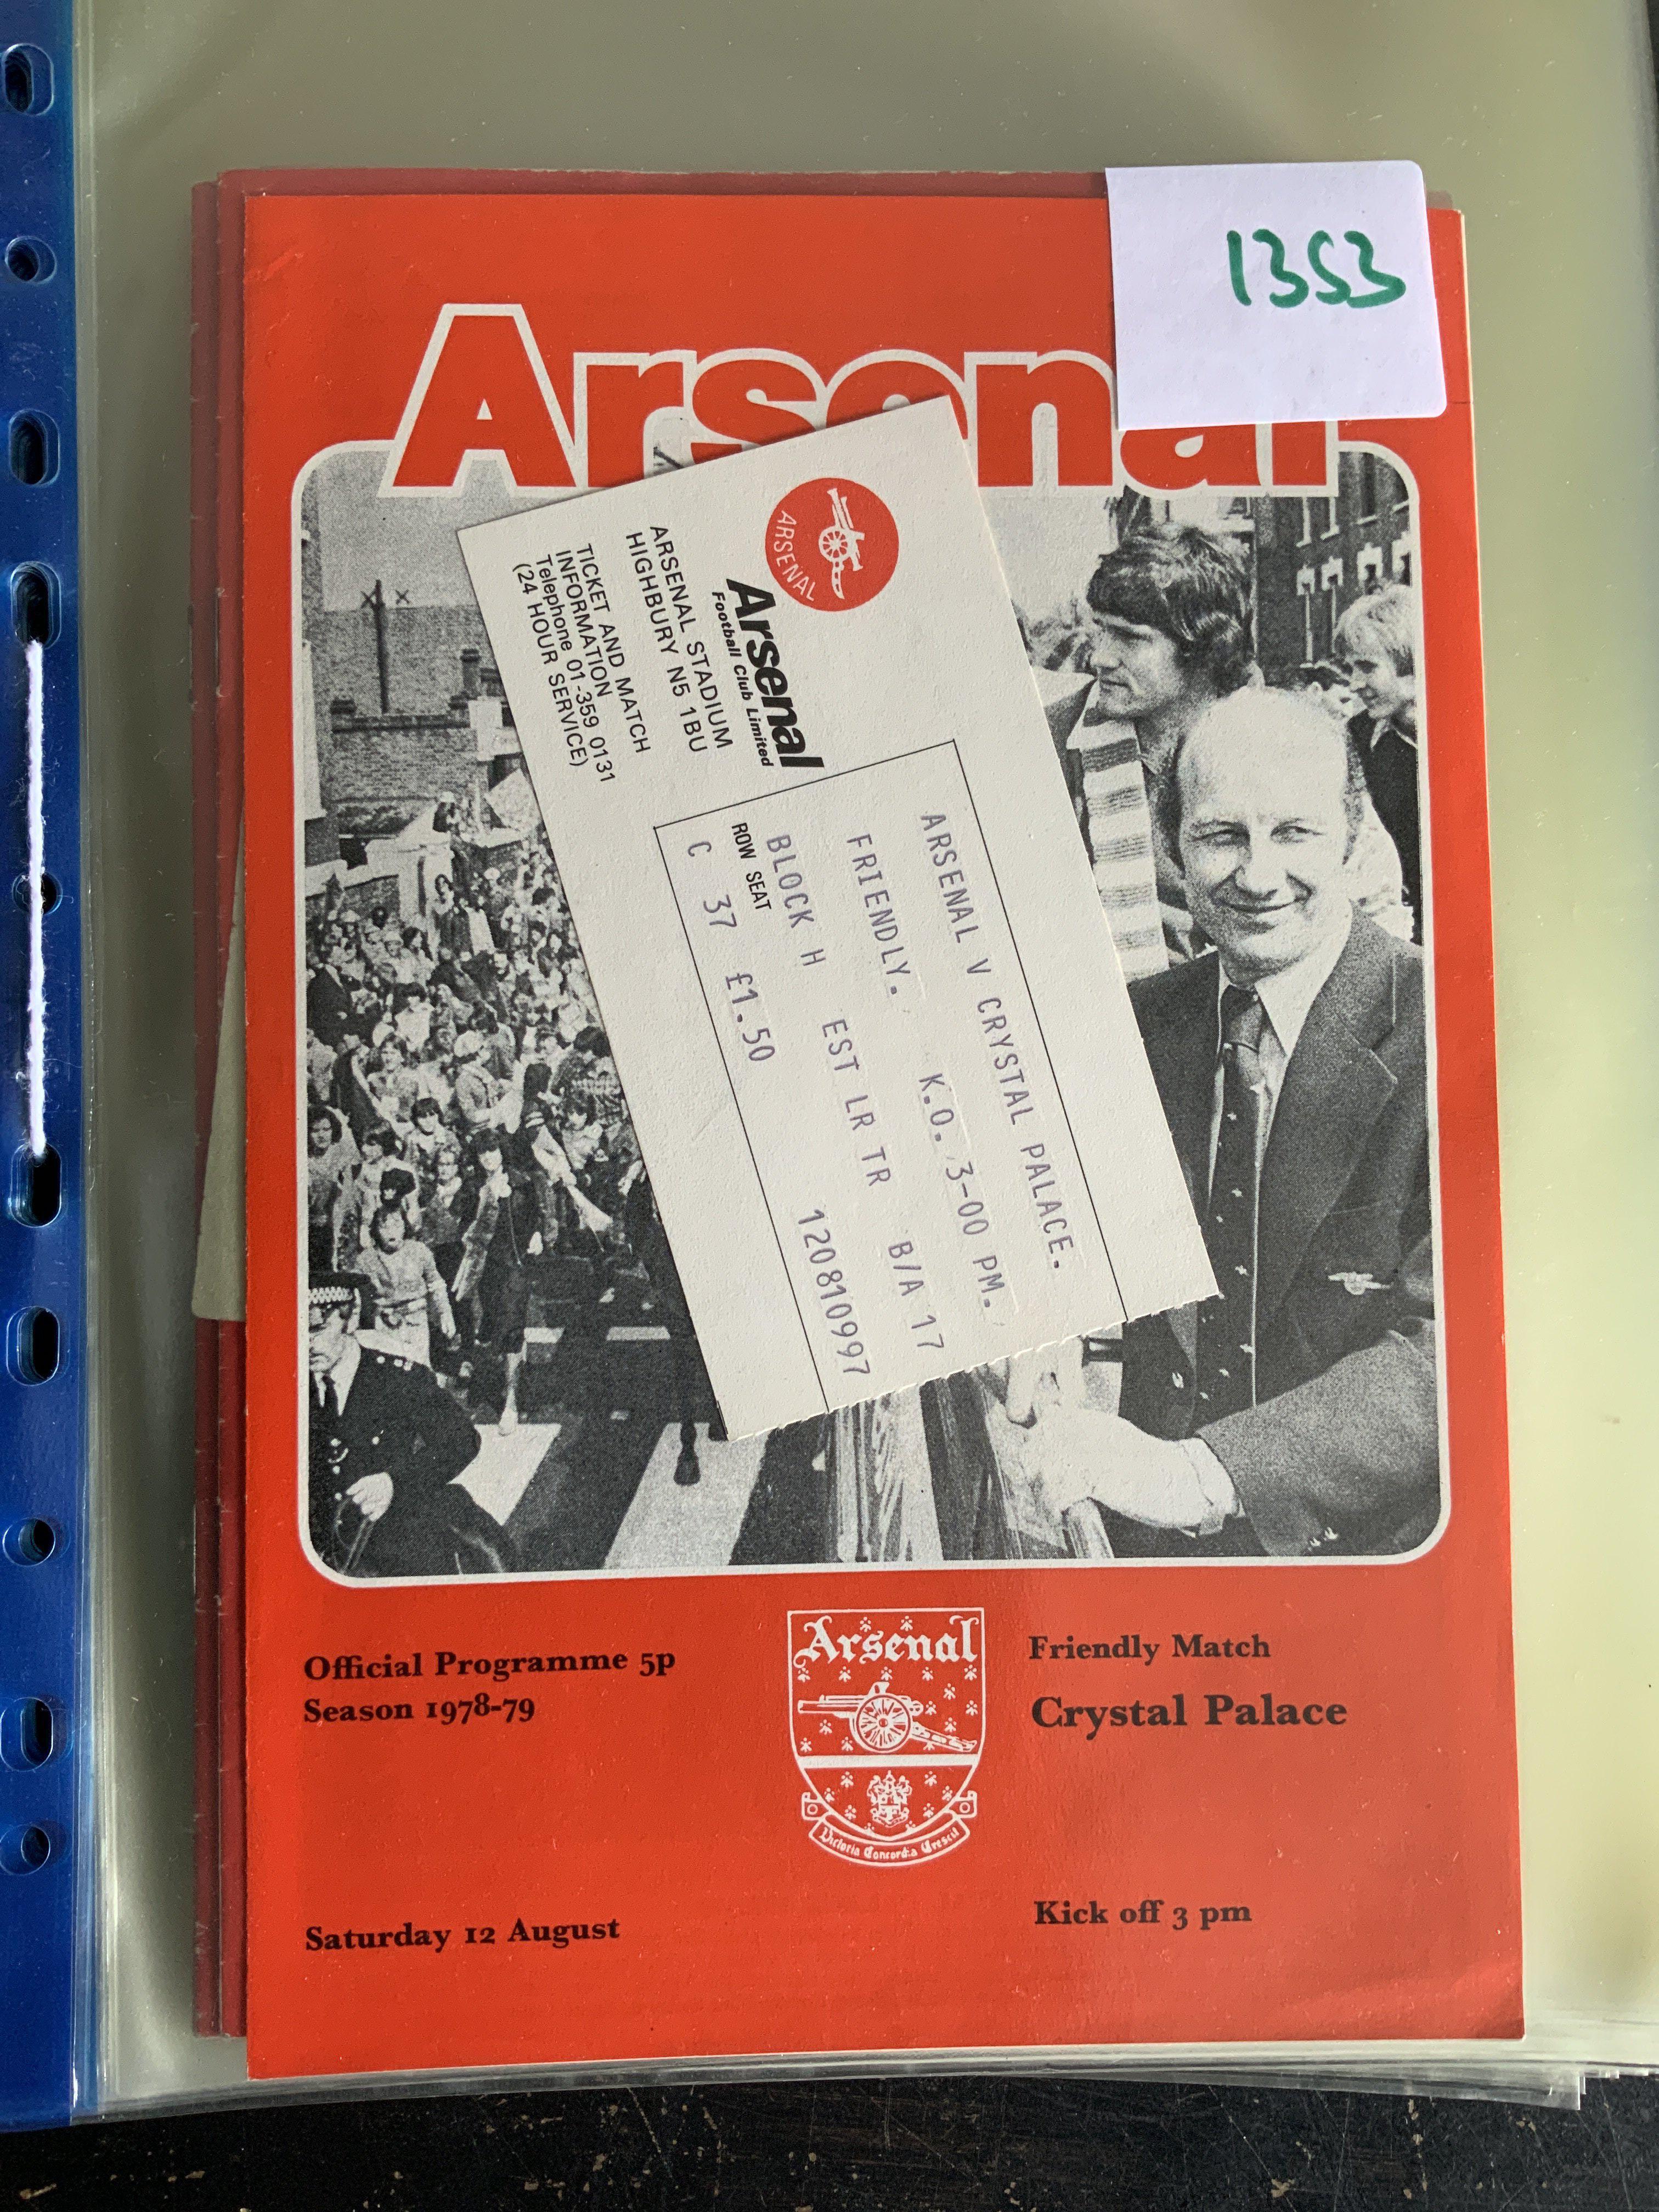 1353
Arsenal
ARSENAL
Arsenal
Football Club Limited
ARSENAL STADIUM
HIGHBURY N5 1BU
TICKET AND MATCH
INFORMATION
Telephone 01-359 0131
(24 HOUR SERVICE)
ARSENAL V CRYSTAL PALACE.
FRIENDLY. K.O. 3-00 PM.
BLOCK H EST LR TR B/A 17
ROW SEAT
C 37 £1.50 120810997
Official Programme 5p
Season 1978-79
Arsenal
Victoria Concordia Crescit
Friendly Match
Crystal Palace
Saturday 12 August
Kick off 3 pm